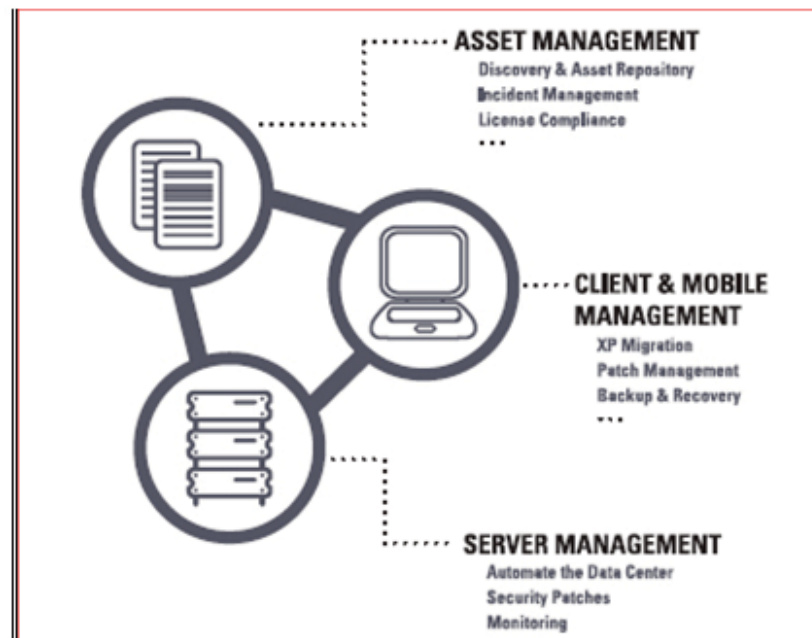 ASSET MANAGEMENT
Discovery & Asset Repository
Incident Management
License Compliance
...
CLIENT & MOBILE
MANAGEMENT
XP Migration
Patch Management
Backup & Recovery
...
SERVER MANAGEMENT
Automate the Data Center
Security Patches
Monitoring